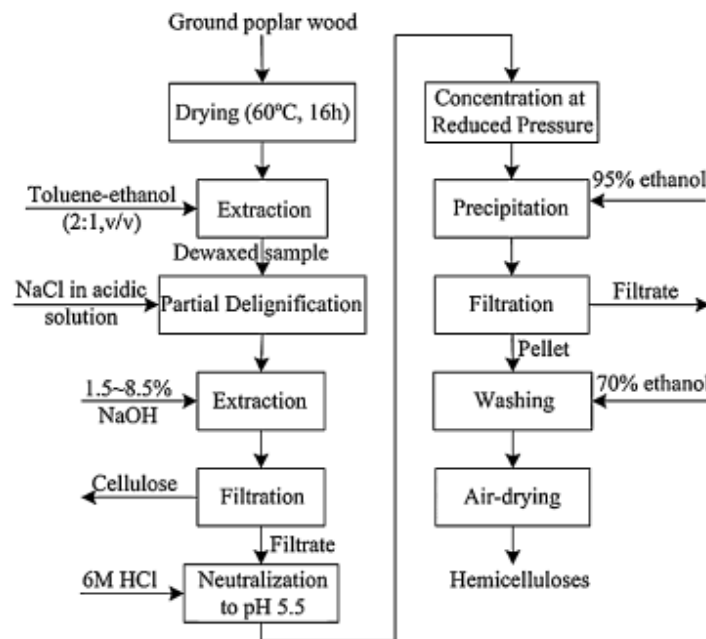 Ground poplar wood
Drying (60ºC, 16h)
Toluene-ethanol
(2:1,v/v)
Extraction
Dewaxed sample
NaCl in acidic
solution
Partial Delignification
1.5~8.5%
NaOH
Extraction
Cellulose
Filtration
Filtrate
6M HCl
Neutralization
to pH 5.5
Concentration at
Reduced Pressure
95% ethanol
Precipitation
Filtration
Filtrate
Pellet
70% ethanol
Washing
Air-drying
Hemicelluloses